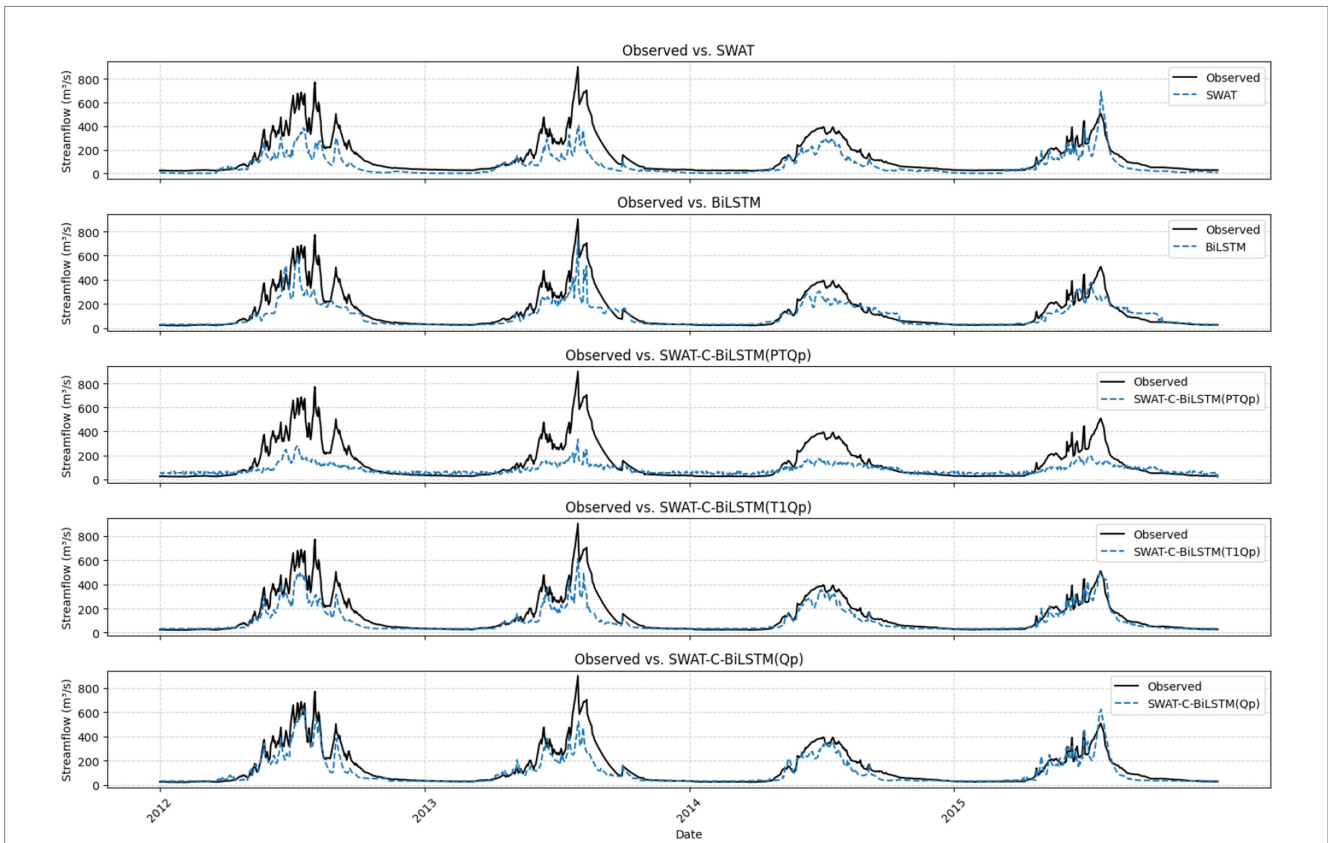 Observed vs. SWAT
Streamflow (m³/s)
800
600
400
200
0
Observed
SWAT
Observed vs. BiLSTM
Streamflow (m³/s)
800
600
400
200
0
Observed
BiLSTM
Observed vs. SWAT-C-BiLSTM(PTQp)
Streamflow (m³/s)
800
600
400
200
0
Observed
SWAT-C-BiLSTM(PTQp)
Observed vs. SWAT-C-BiLSTM(T1Qp)
Streamflow (m³/s)
800
600
400
200
0
Observed
SWAT-C-BiLSTM(T1Qp)
Observed vs. SWAT-C-BiLSTM(Qp)
Streamflow (m³/s)
800
600
400
200
0
Observed
SWAT-C-BiLSTM(Qp)
2012
2013
2014
2015
Date